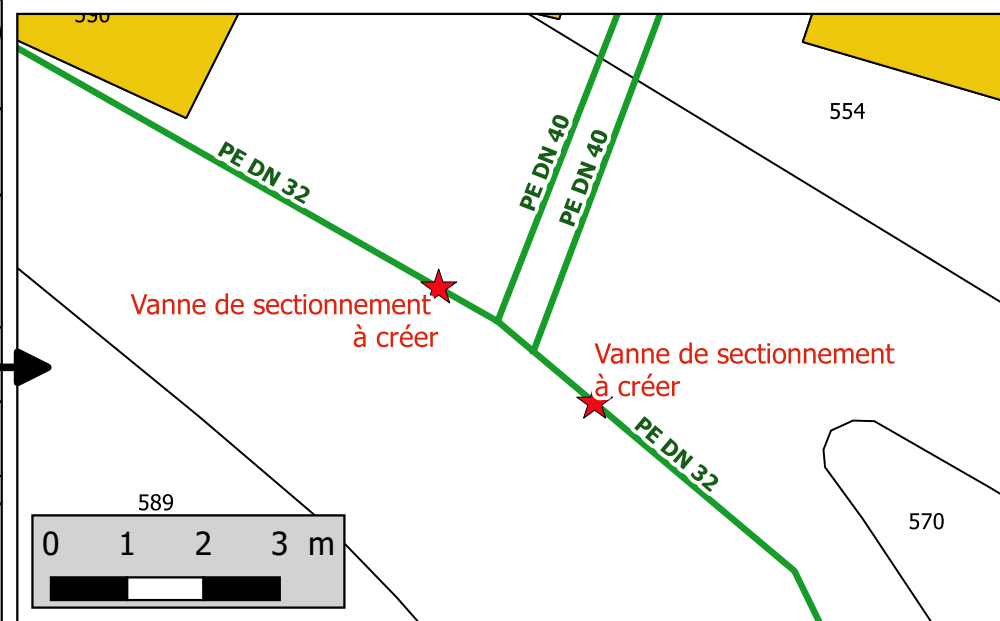 590
554
PE DN 40
PE DN 40
PE DN 32
Vanne de sectionnement
à créer
Vanne de sectionnement
à créer
PE DN 32
589
570
0 1 2 3 m